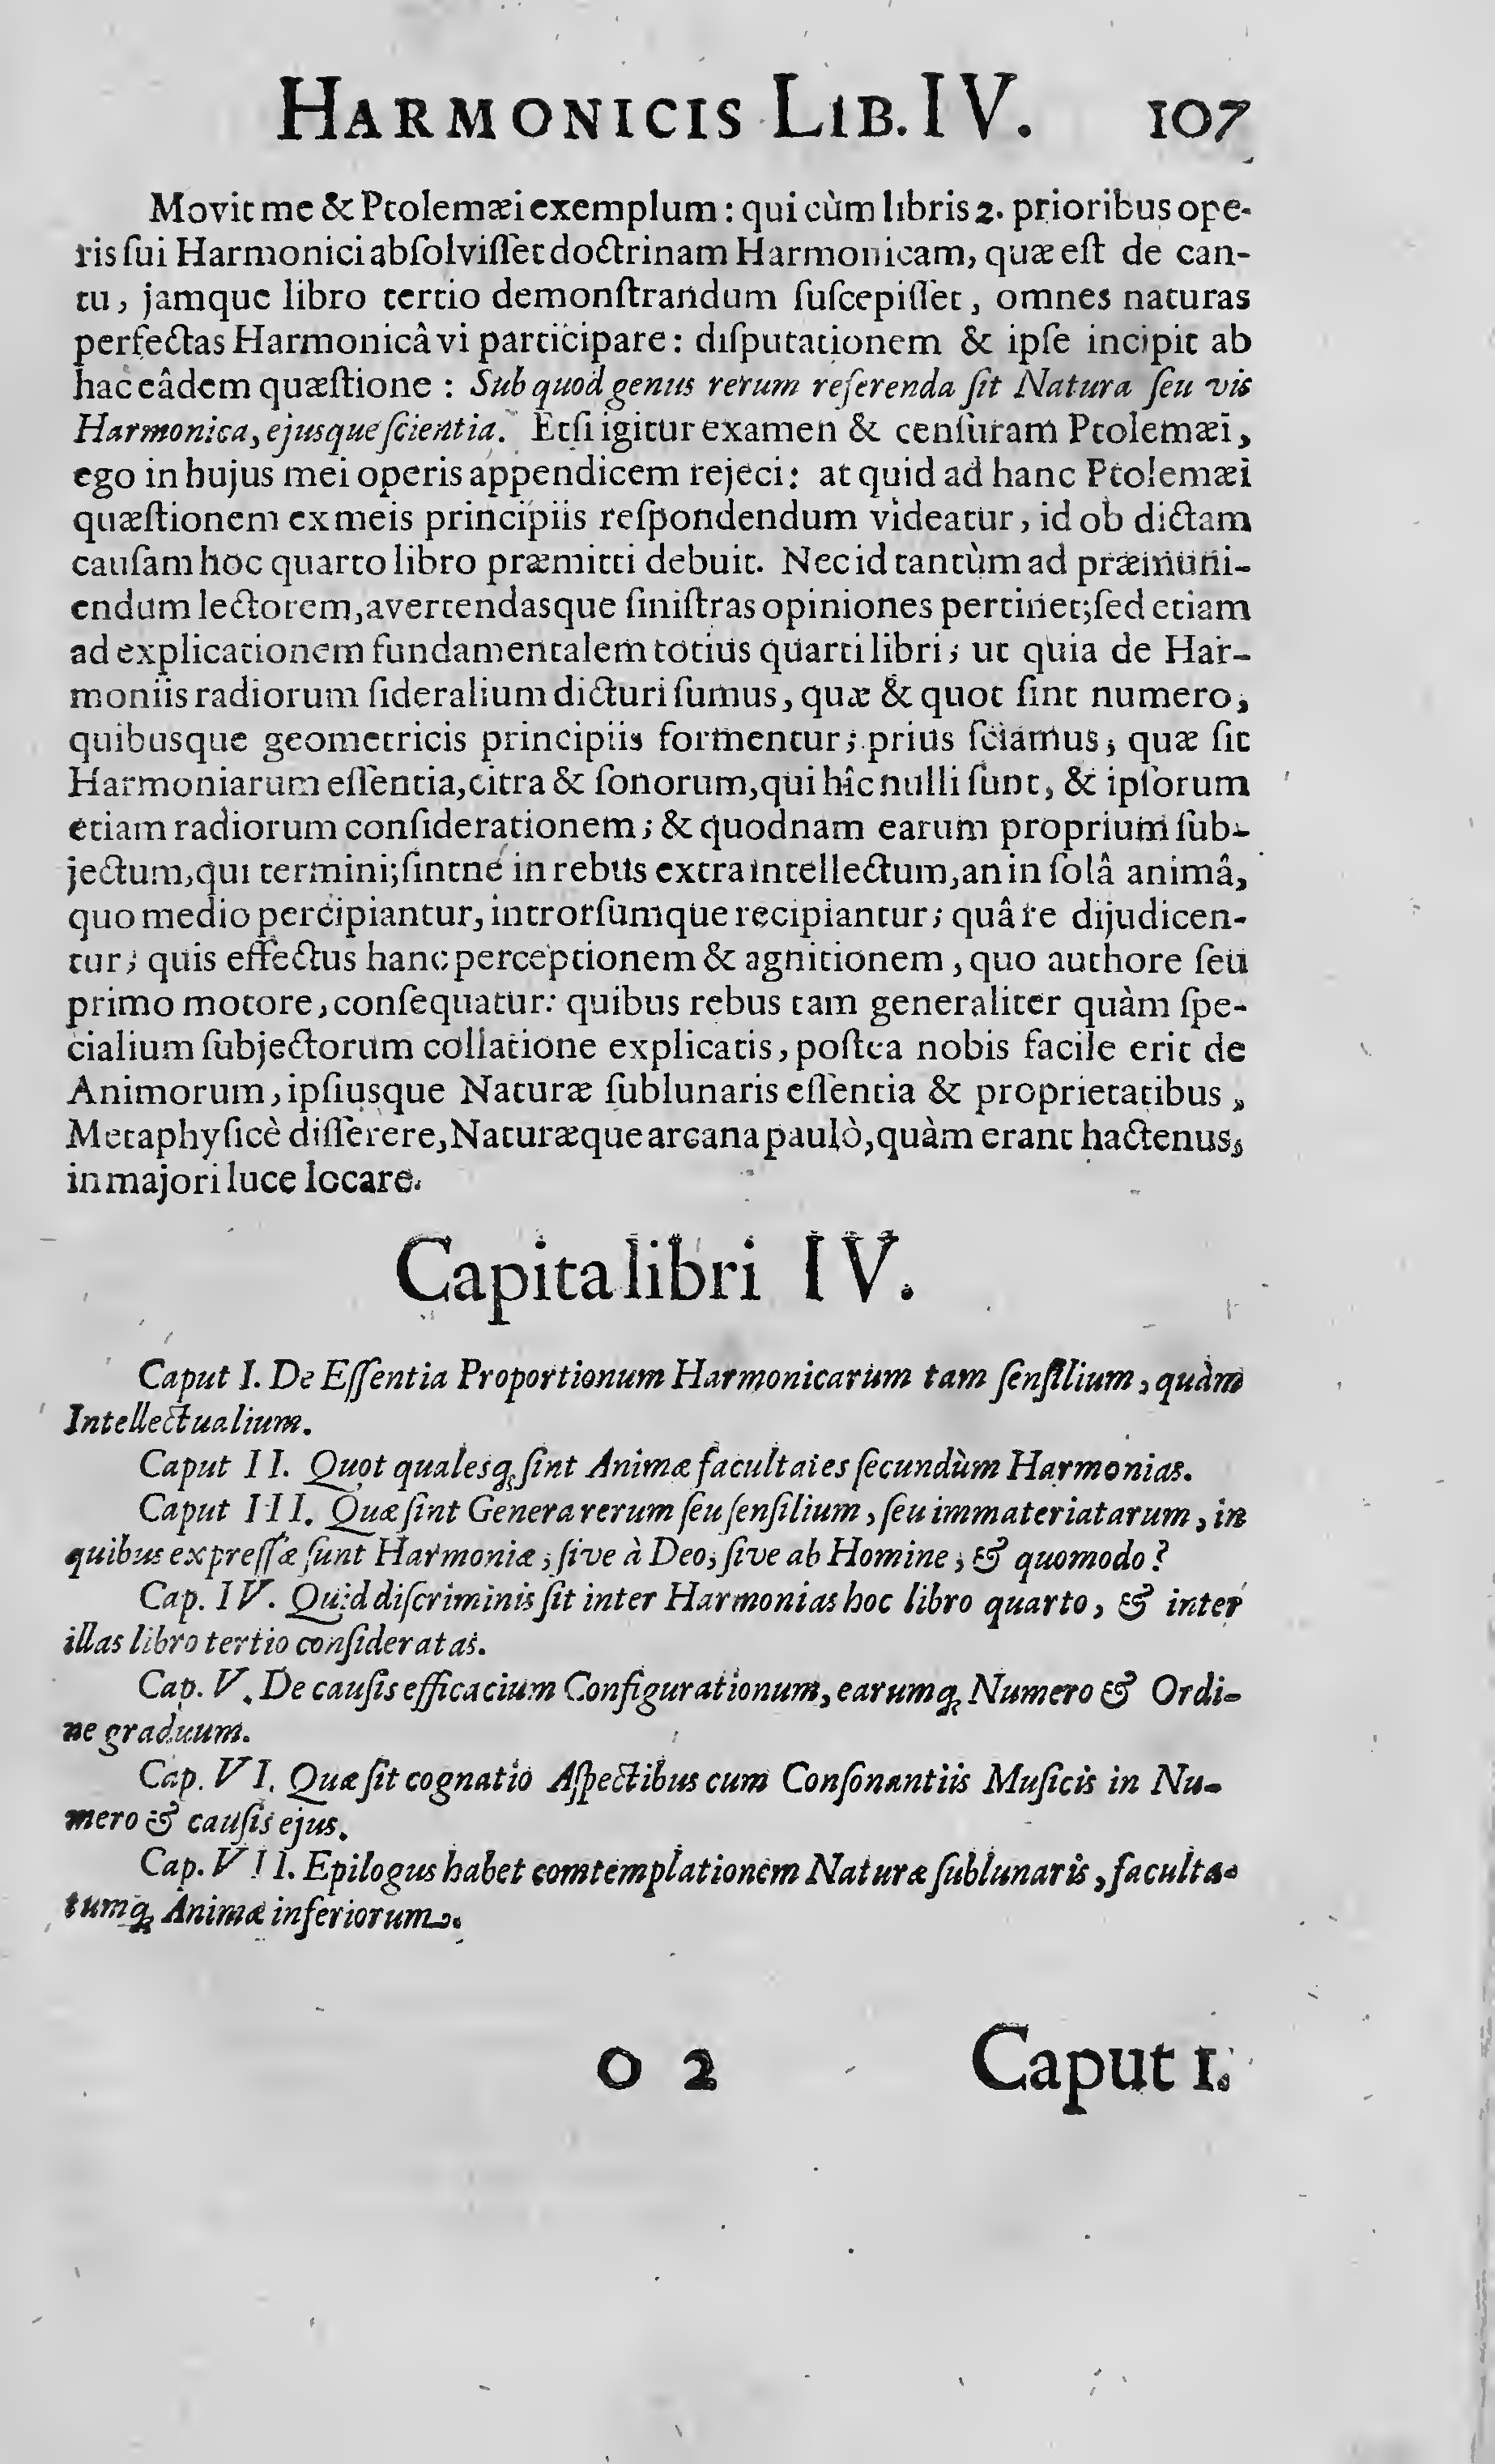 HARMONICIS LIB. IV. 107
Movit me & Ptolemæi exemplum: qui cùm libris 2. prioribus ope-
ris ſui Harmonici abſolviſſet doctrinam Harmonicam, quæ eſt de can-
tu, jamque libro tertio demonſtrandum ſuſcepiſſet, omnes naturas
perfectas Harmonicâ vi participare: diſputationem & ipſe incipit ab
hac eâdem quæſtione: Sub quod genus rerum referenda ſit Natura ſeu vis
Harmonica, ejusque ſcientia. Etſi igitur examen & cenſuram Ptolemæi,
ego in hujus mei operis appendicem rejeci: at quid ad hanc Ptolemæi
quæſtionem ex meis principiis reſpondendum videatur, id ob dictam
cauſam hoc quarto libro præmitti debuit. Nec id tantùm ad præmuni-
endum lectorem, avertendasque ſiniſtras opiniones pertinet; ſed etiam
ad explicationem fundamentalem totius quarti libri; ut quia de Har-
moniis radiorum ſideralium dicturi ſumus, quæ & quot ſint numero,
quibusque geometricis principiis formentur; prius ſciamus, quæ ſit
Harmoniarum eſſentia, citra & ſonorum, qui hîc nulli ſunt, & ipſorum
etiam radiorum conſiderationem; & quodnam earum proprium ſub-
jectum, qui termini; ſintne in rebus extra intellectum, an in ſolâ animâ,
quo medio percipiantur, introrſumque recipiantur; quâ re dijudicen-
tur; quis effectus hanc perceptionem & agnitionem, quo authore ſeu
primo motore, conſequatur: quibus rebus tam generaliter quàm ſpe-
cialium ſubjectorum collatione explicatis, poſtea nobis facile erit de
Animorum, ipſiusque Naturæ ſublunaris eſſentia & proprietatibus,
Metaphyſicè diſſerere, Naturæque arcana paulò, quàm erant hactenus,
in majori luce locare.
Capita libri IV.
Caput I. De Eſſentia Proportionum Harmonicarum tam ſenſilium, quàm
Intellectualium.
Caput II. Quot qualesq; ſint Animæ facultates ſecundùm Harmonias.
Caput III. Quæ ſint Genera rerum ſeu ſenſilium, ſeu immateriatarum, in
quibus expreſſæ ſunt Harmoniæ, ſive à Deo, ſive ab Homine, & quomodo?
Cap. IV. Quid diſcriminis ſit inter Harmonias hoc libro quarto, & inter
illas libro tertio conſideratas.
Cap. V. De cauſis efficacium Configurationum, earumq; Numero & Ordi-
ne graduum.
Cap. VI. Quæ ſit cognatio Aſpectibus cum Conſonantiis Muſicis in Nu-
mero & cauſis ejus.
Cap. VII. Epilogus habet comtemplationem Naturæ ſublunaris, faculta-
tumq; Animæ inferiorum.
O 2 Caput 1.